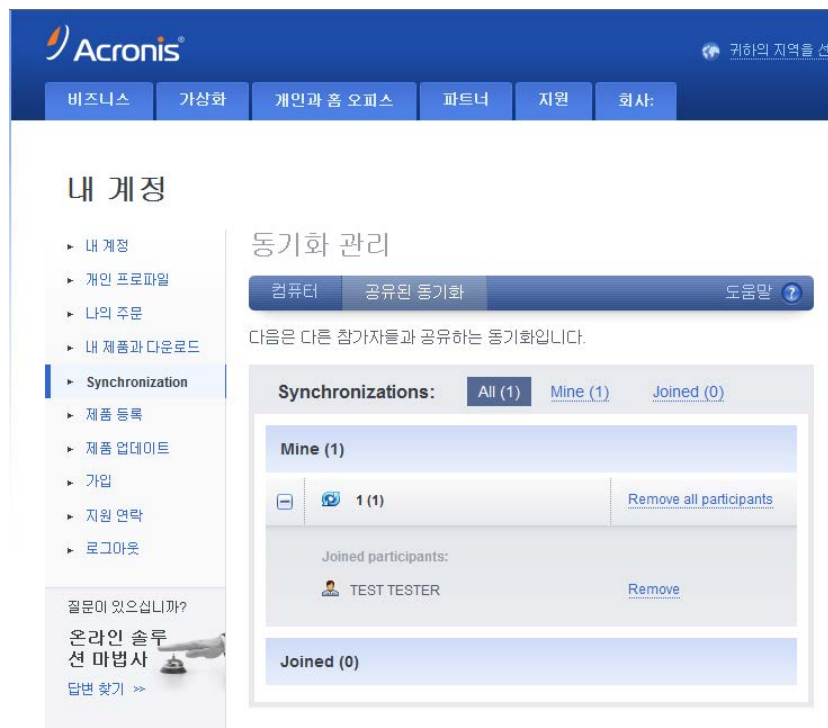 Acronis®
귀하의 지역을
비즈니스 가상화 개인과 홈 오피스 파트너 지원 회사:
내 계정
내 계정
개인 프로파일
나의 주문
내 제품과 다운로드
Synchronization
제품 등록
제품 업데이트
가입
지원 연락
로그아웃
질문이 있으십니까?
온라인 솔루
션 마법사
답변 찾기 >>
동기화 관리
컴퓨터 공유된 동기화 도움말 ?
다음은 다른 참가자들과 공유하는 동기화입니다.
Synchronizations: All (1) Mine (1) Joined (0)
Mine (1)
1 (1) Remove all participants
Joined participants:
TEST TESTER Remove
Joined (0)